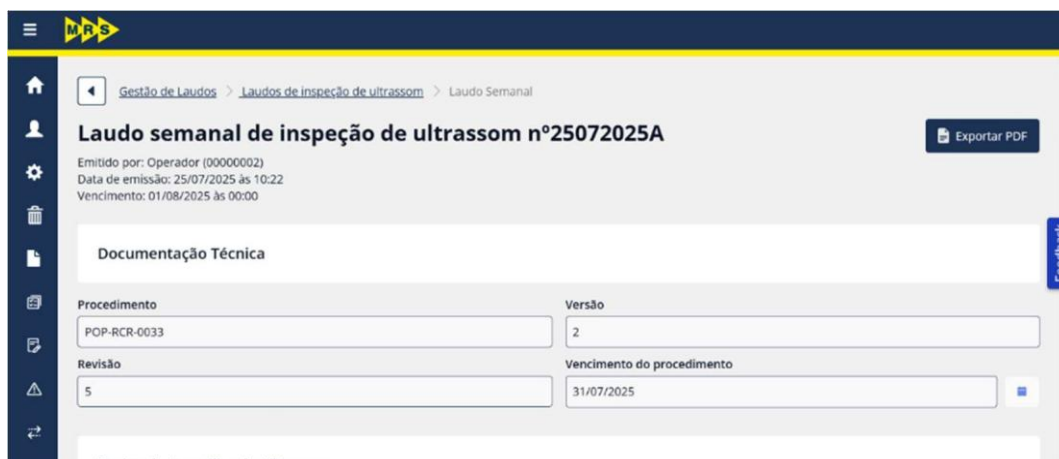 MRS
Gestão de Laudos > Laudos de inspeção de ultrassom > Laudo Semanal
Laudo semanal de inspeção de ultrassom nº25072025A
Exportar PDF
Emitido por: Operador (00000002)
Data de emissão: 25/07/2025 às 10:22
Vencimento: 01/08/2025 às 00:00
Documentação Técnica
Procedimento
Versão
POP-RCR-0033
2
Revisão
Vencimento do procedimento
5
31/07/2025